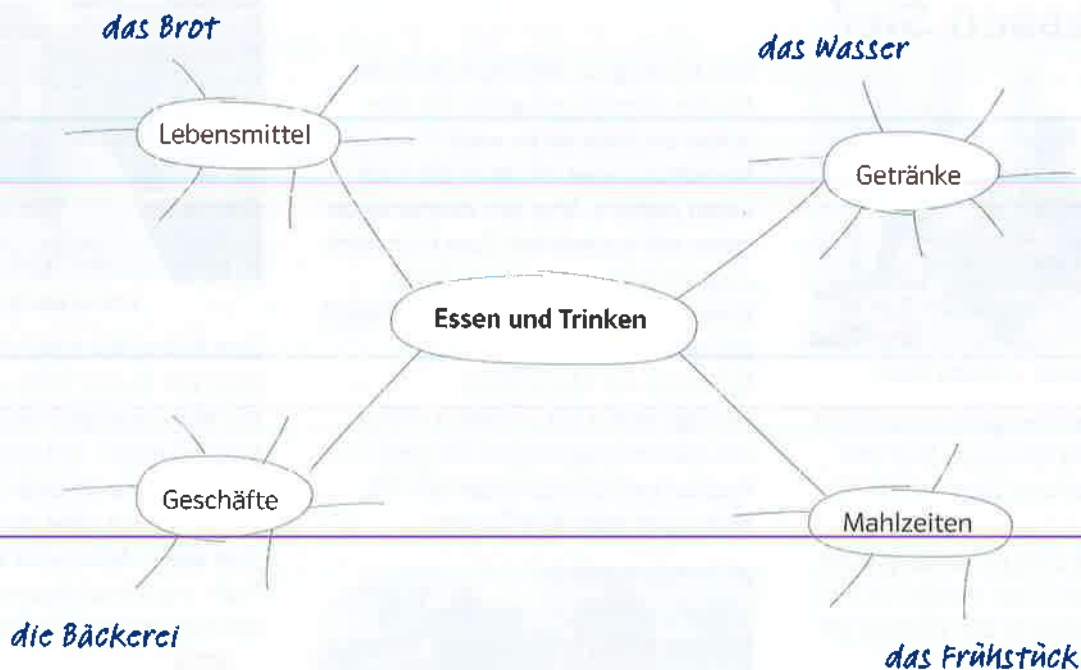 das Brot
das Wasser
Lebensmittel
Getränke
Essen und Trinken
Geschäfte
Mahlzeiten
die Bäckerei
das Frühstück